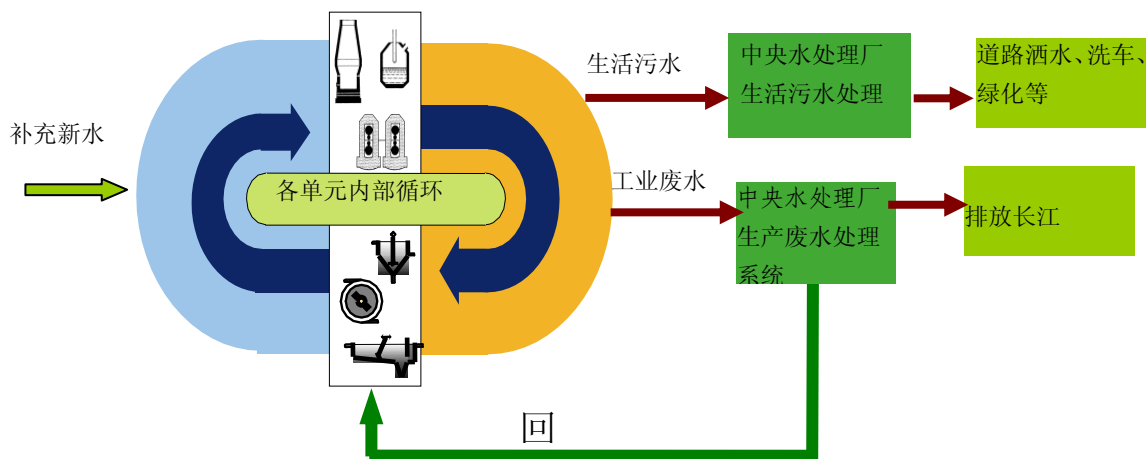 补充新水
各单元内部循环
生活污水
中央水处理厂
生活污水处理
道路洒水、洗车、
绿化等
工业废水
中央水处理厂
生产废水处理
系统
排放长江
回